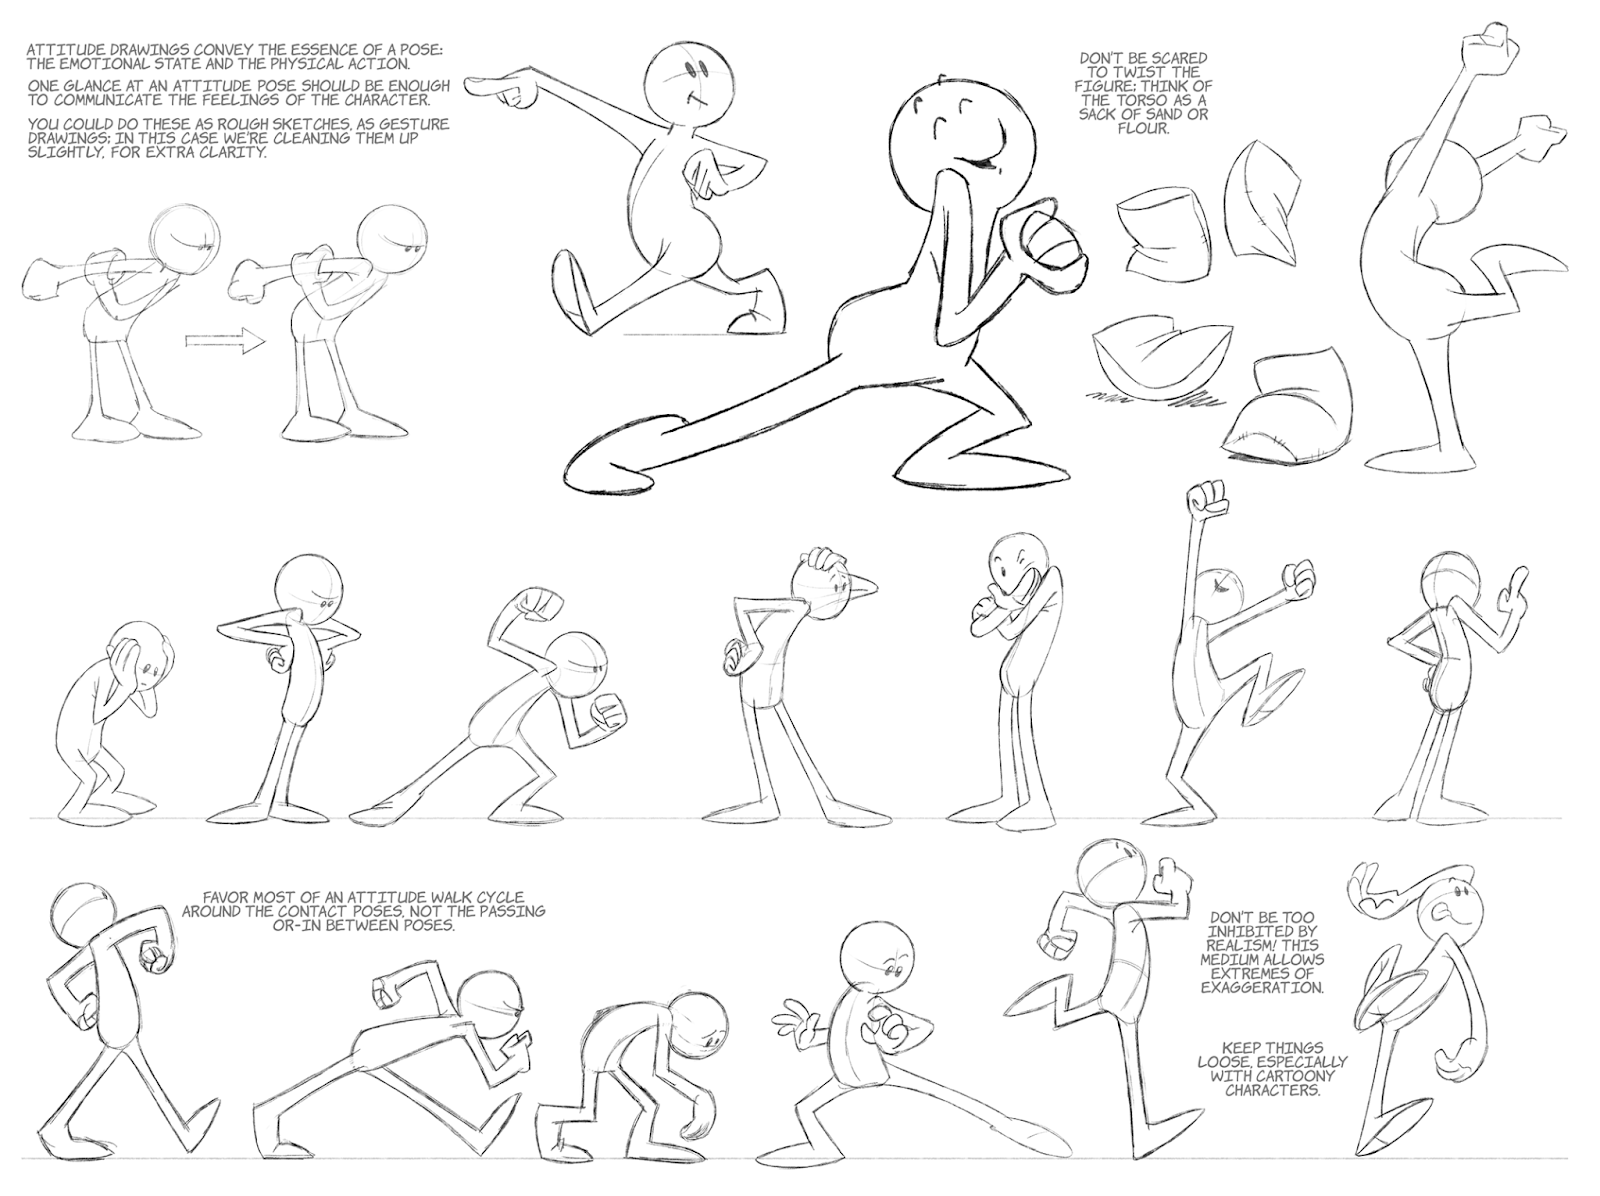 ATTITUDE DRAWINGS CONVEY THE ESSENCE OF A POSE:
THE EMOTIONAL STATE AND THE PHYSICAL ACTION.
ONE GLANCE AT AN ATTITUDE POSE SHOULD BE ENOUGH
TO COMMUNICATE THE FEELINGS OF THE CHARACTER.
YOU COULD DO THESE AS ROUGH SKETCHES, AS GESTURE
DRAWINGS; IN THIS CASE WE'RE CLEANING THEM UP
SLIGHTLY, FOR EXTRA CLARITY.
DON'T BE SCARED
TO TWIST THE
FIGURE; THINK OF
THE TORSO AS A
SACK OF SAND OR
FLOUR.
FAVOR MOST OF AN ATTITUDE WALK CYCLE
AROUND THE CONTACT POSES, NOT THE PASSING
OR-IN BETWEEN POSES.
DON'T BE TOO
INHIBITED BY
REALISM! THIS
MEDIUM ALLOWS
EXTREMES OF
EXAGGERATION.
KEEP THINGS
LOOSE, ESPECIALLY
WITH CARTOONY
CHARACTERS.